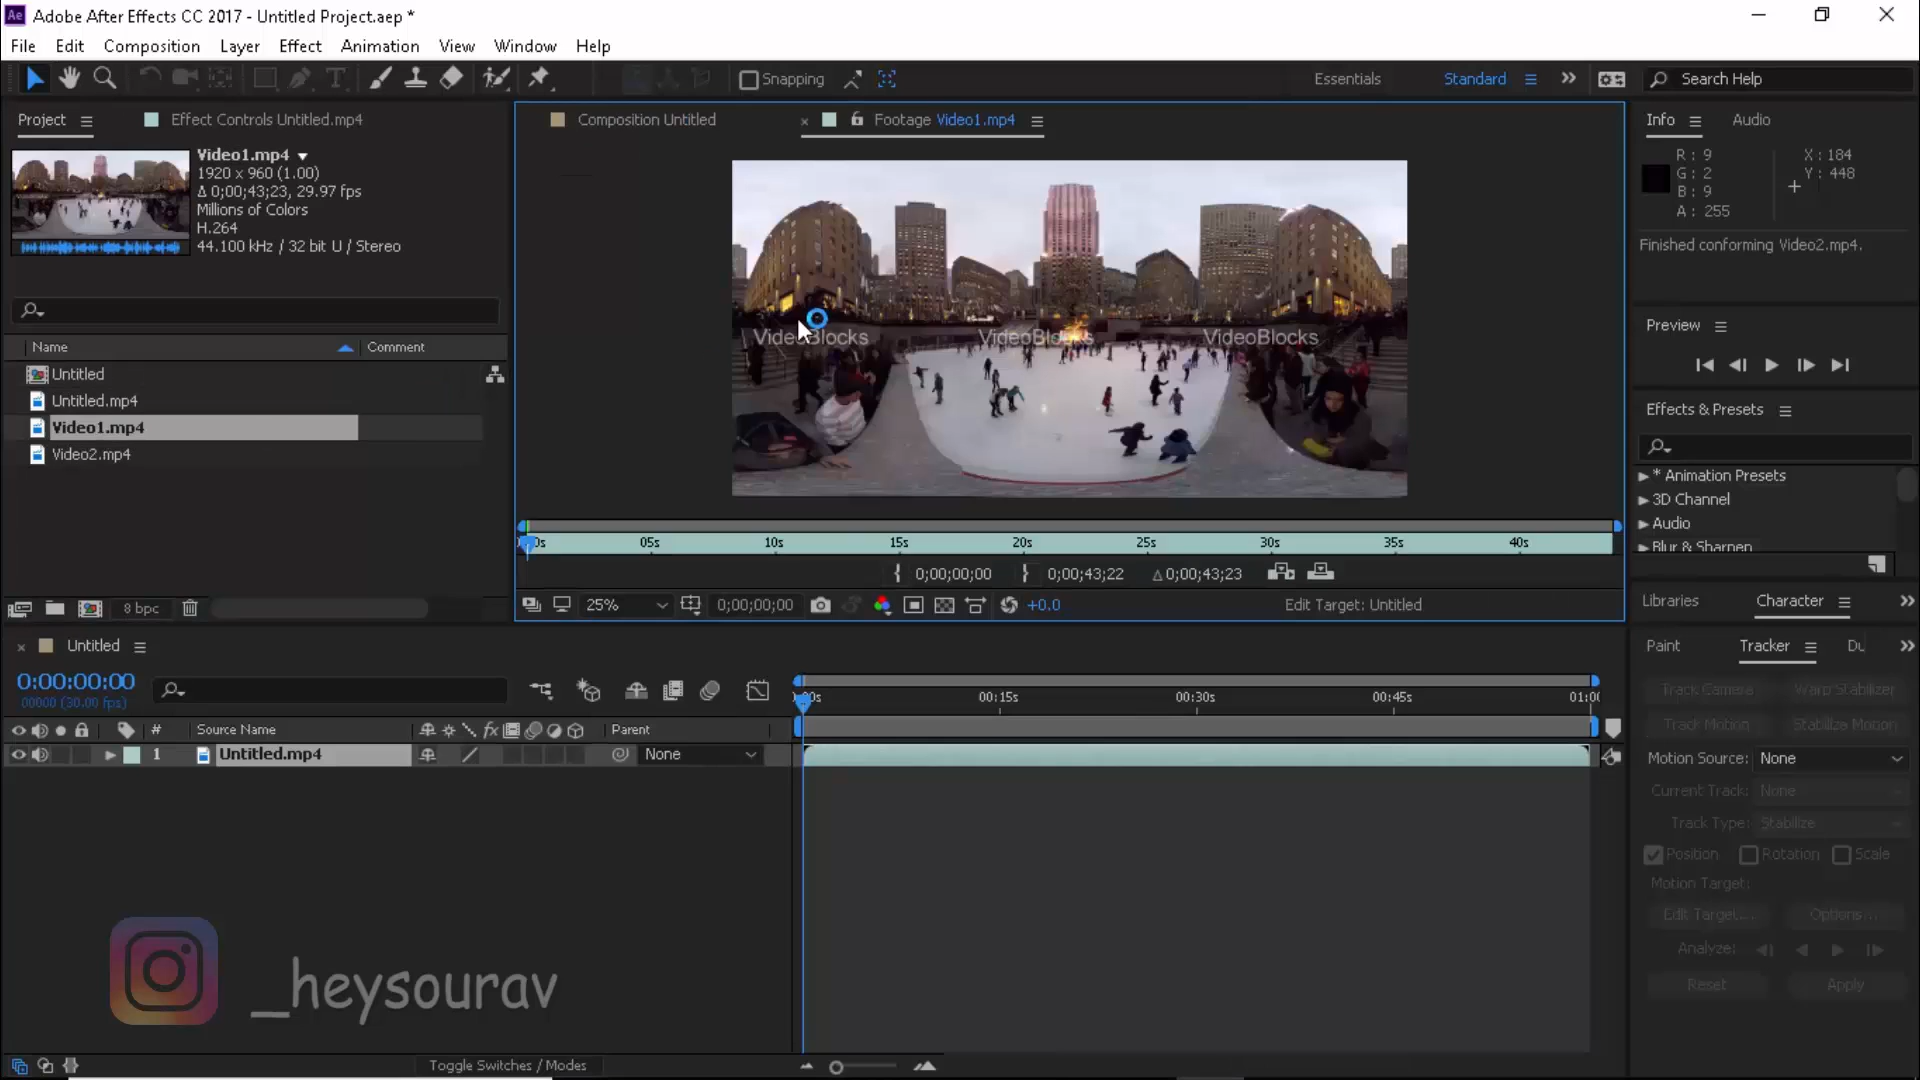 Ae Adobe After Effects CC 2017 - Untitled Project.aep *
File Edit Composition Layer Effect Animation View Window Help
Snapping Essentials Standard Search Help
Project Effect Controls Untitled.mp4
Composition Untitled Footage Video1.mp4
Info Audio
Video1.mp4
1920 x 960 (1.00)
Δ 0;00;43;23, 29.97 fps
Millions of Colors
H.264
44.100 kHz / 32 bit U / Stereo
R: 9 X: 184
G: 2 Y: 448
B: 9
A: 255
Finished conforming Video2.mp4.
VideoBlocks VideoBlocks VideoBlocks
Name Comment
Untitled
Untitled.mp4
Video1.mp4
Video2.mp4
Preview
Effects & Presets
* Animation Presets
3D Channel
Audio
Blur & Sharpen
05s 10s 15s 20s 25s 30s 35s 40s
0;00;00;00 0;00;43;22 Δ 0;00;43;23
8 bpc
25% 0;00;00;00 +0.0 Edit Target: Untitled
Libraries Character
Paint Tracker Du
Untitled
0:00:00:00
00000 (30.00 fps)
00:15s 00:30s 00:45s 01:00
# Source Name fx Parent
1 Untitled.mp4 None
Track Camera Warp Stabilizer
Track Motion Stabilize Motion
Motion Source: None
Current Track: None
Track Type: Stabilize
Position Rotation Scale
Motion Target:
Edit Target... Options...
Analyze:
Reset Apply
_heysourav
Toggle Switches / Modes